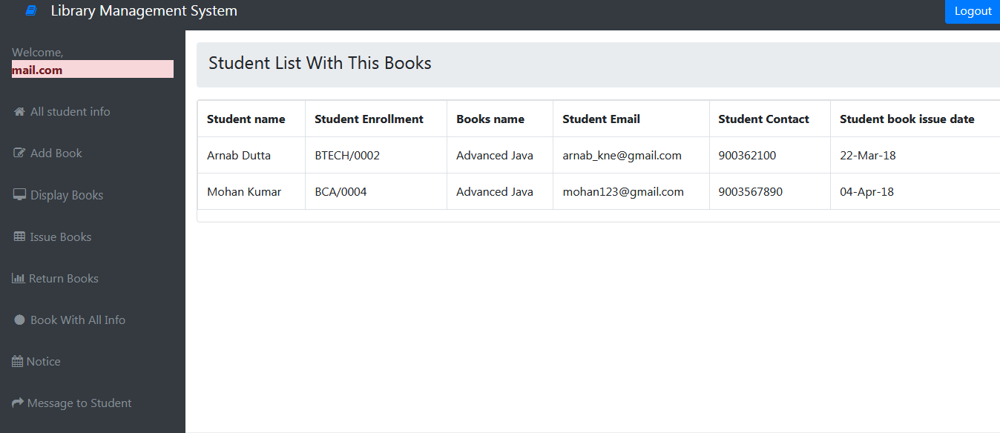 Library Management System
Logout
Welcome,
mail.com
All student info
Add Book
Display Books
Issue Books
Return Books
Book With All Info
Notice
Message to Student
Student List With This Books
Student name Student Enrollment Books name Student Email Student Contact Student book issue date
Arnab Dutta BTECH/0002 Advanced Java arnab_kne@gmail.com 900362100 22-Mar-18
Mohan Kumar BCA/0004 Advanced Java mohan123@gmail.com 9003567890 04-Apr-18